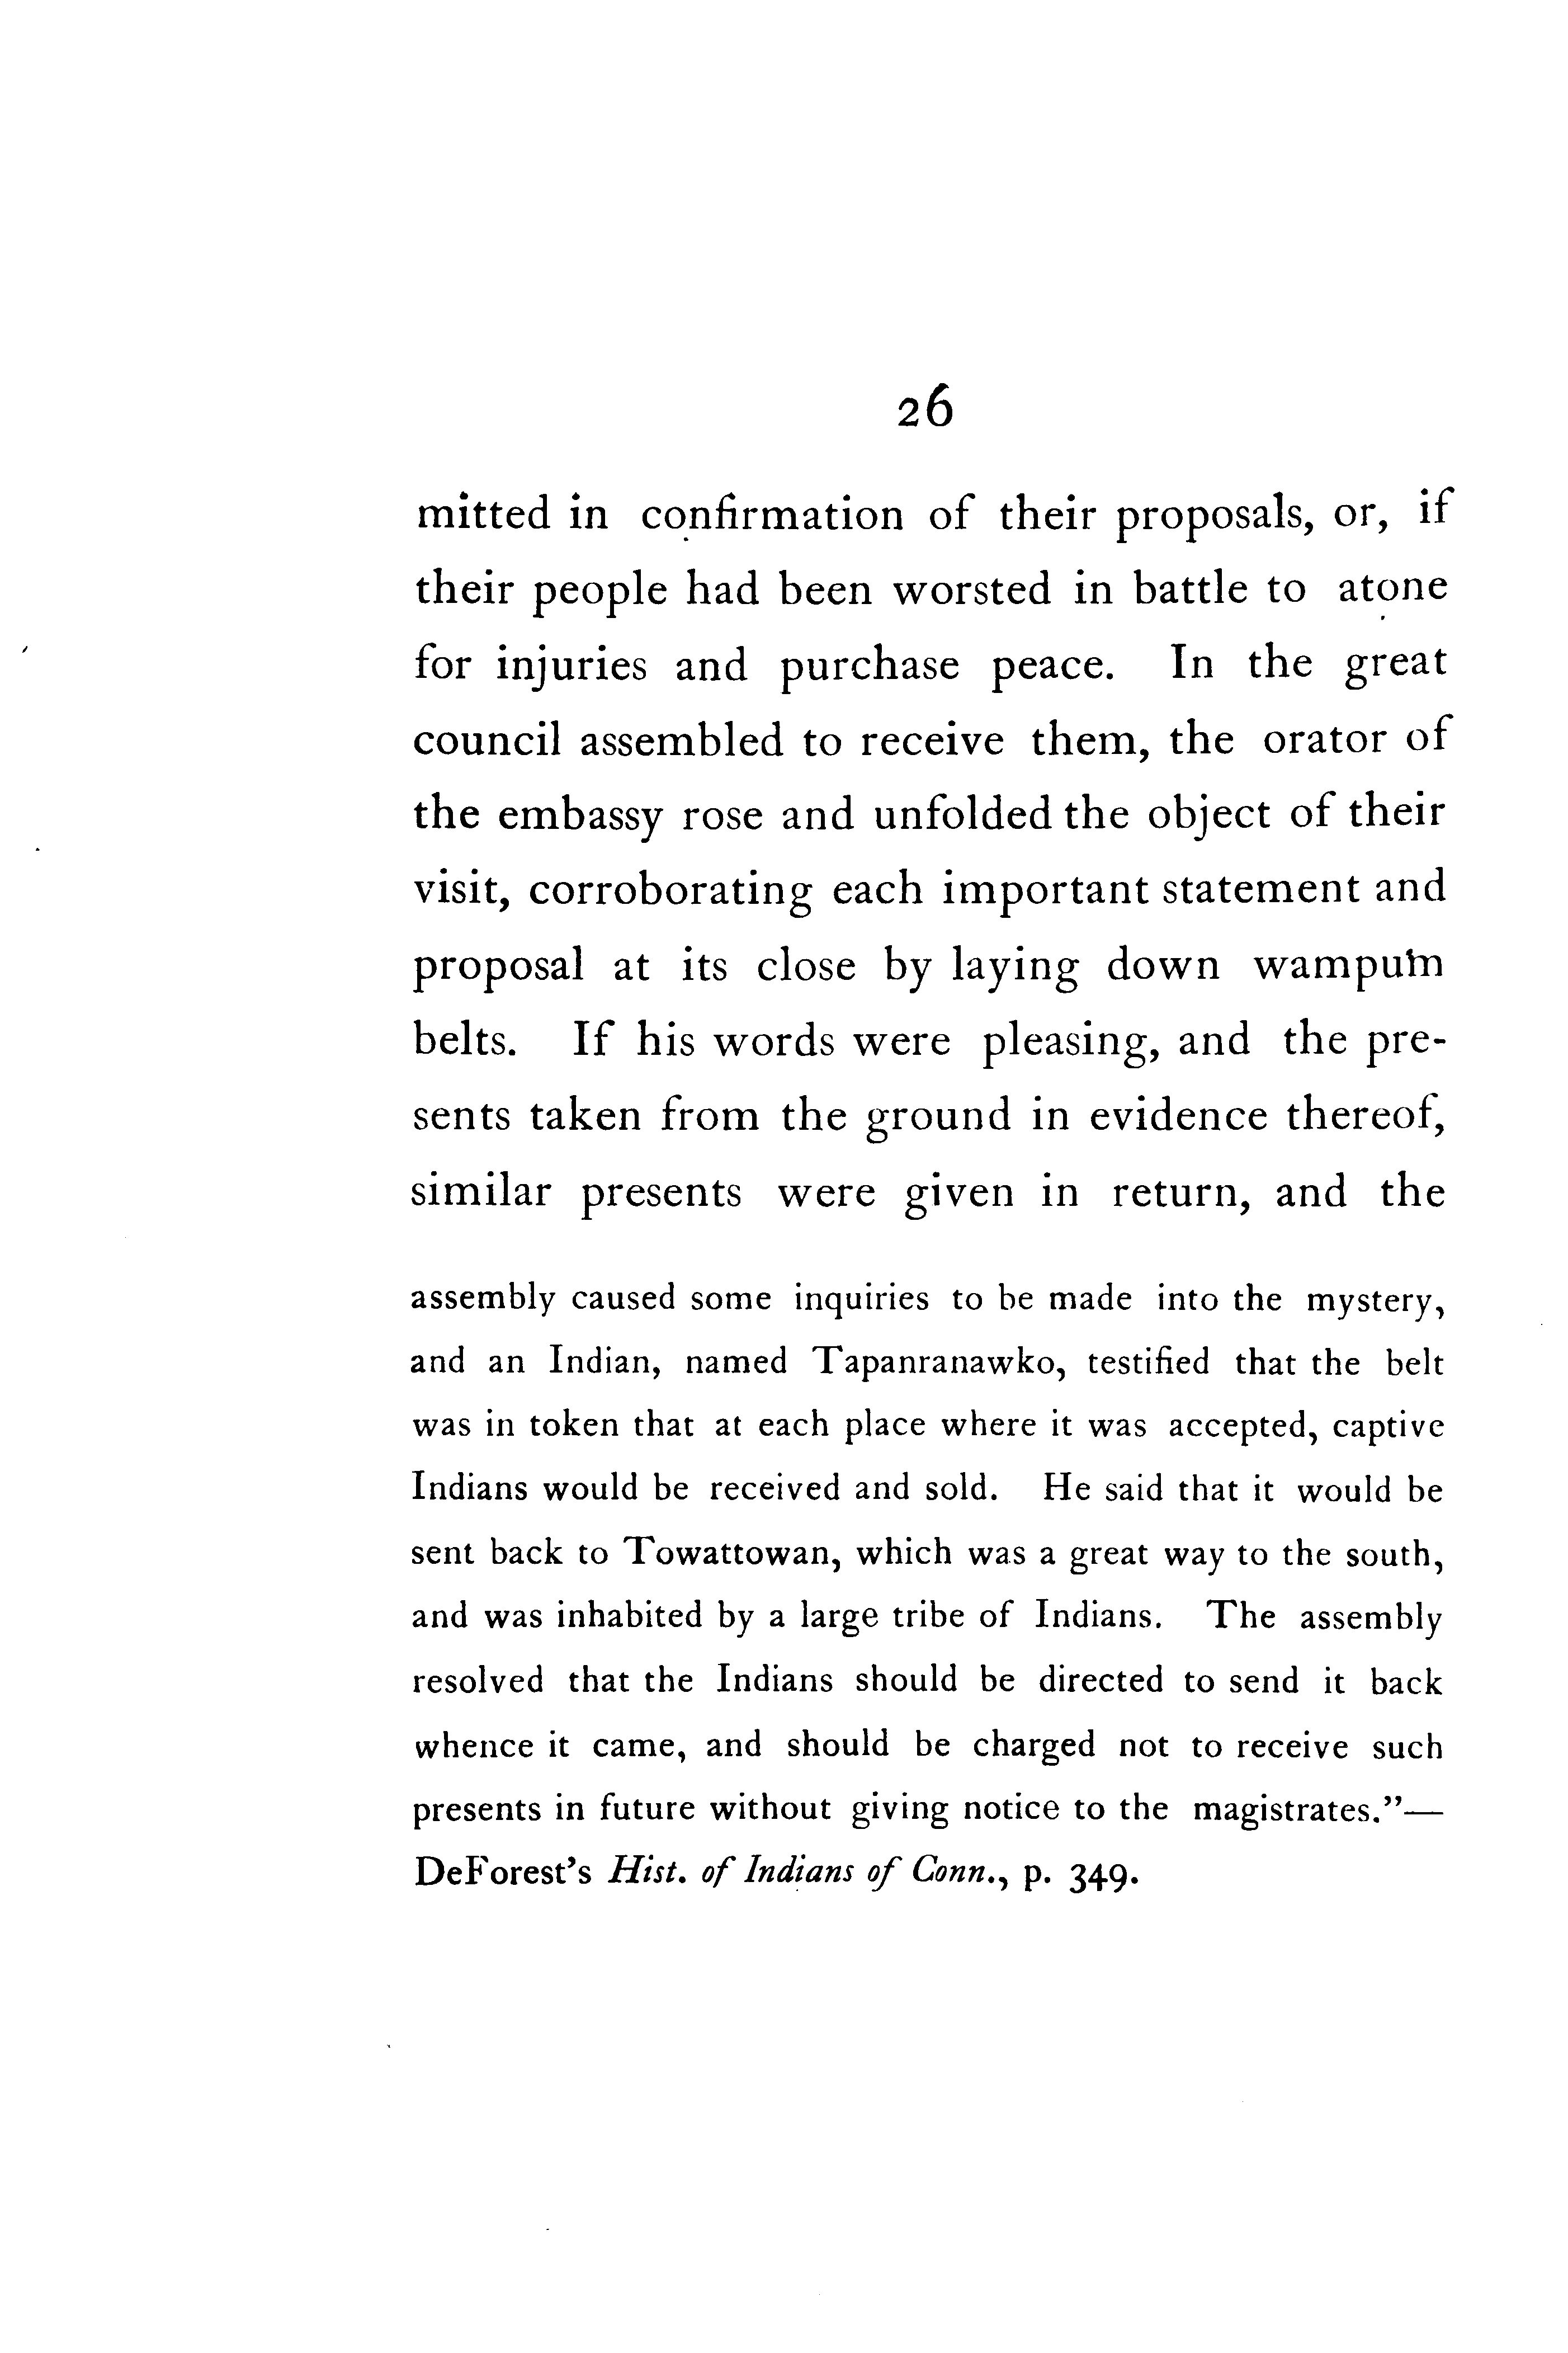 26
mitted in confirmation of their proposals, or, if
their people had been worsted in battle to atone
for injuries and purchase peace. In the great
council assembled to receive them, the orator of
the embassy rose and unfolded the object of their
visit, corroborating each important statement and
proposal at its close by laying down wampum
belts. If his words were pleasing, and the pre-
sents taken from the ground in evidence thereof,
similar presents were given in return, and the
assembly caused some inquiries to be made into the mystery,
and an Indian, named Tapanranawko, testified that the belt
was in token that at each place where it was accepted, captive
Indians would be received and sold. He said that it would be
sent back to Towattowan, which was a great way to the south,
and was inhabited by a large tribe of Indians. The assembly
resolved that the Indians should be directed to send it back
whence it came, and should be charged not to receive such
presents in future without giving notice to the magistrates.”—
DeForest’s Hist. of Indians of Conn., p. 349.